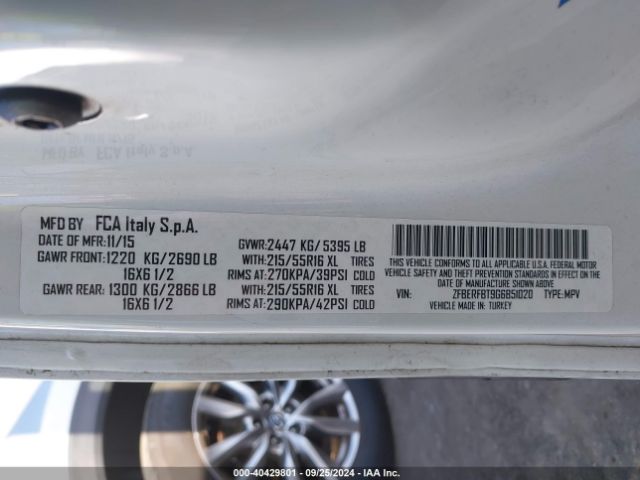 MFD BY FCA Italy S.p.A.
DATE OF MFR: 11/15 GVWR: 2447 KG/ 5395 LB
GAWR FRONT: 1220 KG/2690 LB WITH: 215/55R16 XL TIRES
16X6 1/2 RIMS AT: 270KPA/39PSI COLD
GAWR REAR: 1300 KG/2866 LB WITH: 215/55R16 XL TIRES
16X6 1/2 RIMS AT: 290KPA/42PSI COLD
THIS VEHICLE CONFORMS TO ALL APPLICABLE U.S.A. FEDERAL MOTOR
VEHICLE SAFETY, BUMPER, AND THEFT PREVENTION STANDARDS IN EFFECT ON THE
DATE OF MANUFACTURE SHOWN ABOVE.
VIN: ZFBERFBT9G6B51020 TYPE: MPV
VEHICLE MADE IN: TURKEY
000-40429801 - 09/25/2024 - IAA Inc.